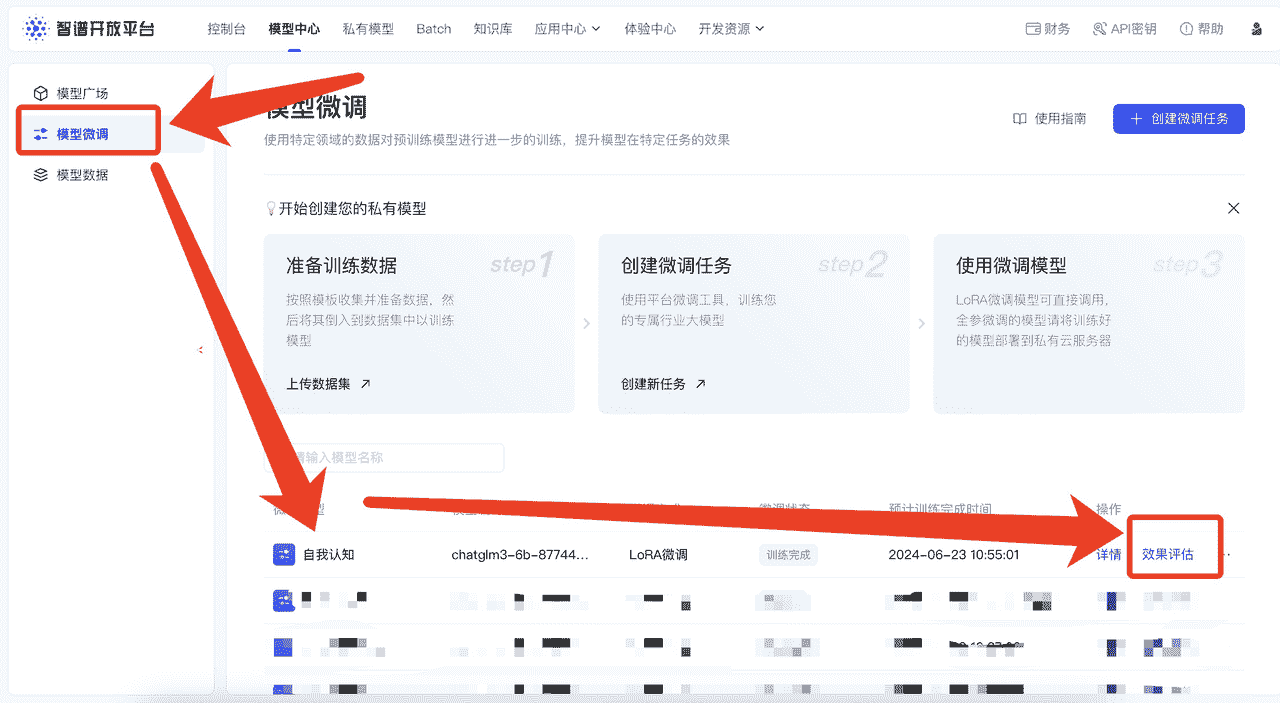 智谱开放平台
控制台 模型中心 私有模型 Batch 知识库 应用中心 体验中心 开发资源 财务 API密钥 帮助
模型广场
模型微调
模型数据
模型微调
使用特定领域的数据对预训练模型进行进一步的训练，提升模型在特定任务的效果
使用指南
+ 创建微调任务
开始创建您的私有模型
准备训练数据 step1
按照模板收集并准备数据，然
后将其倒入到数据集中以训练
模型
上传数据集
创建微调任务 step2
使用平台微调工具，训练您
的专属行业大模型
创建新任务
使用微调模型 step3
LoRA微调模型可直接调用，
全参微调的模型请将训练好
的模型部署到私有云服务器
请输入模型名称
微调状态 预计训练完成时间 操作
自我认知 chatglm3-6b-87744... LoRA微调 训练完成 2024-06-23 10:55:01 详情 效果评估